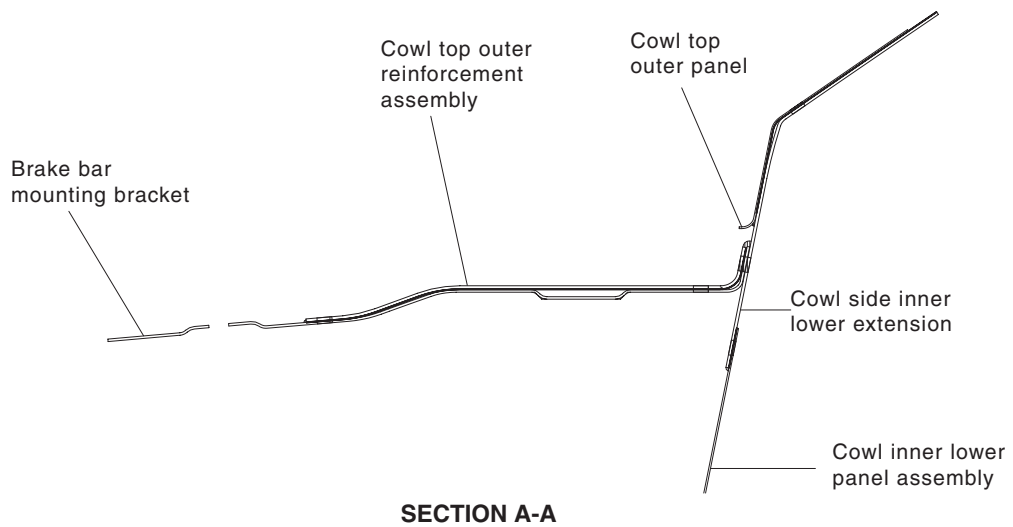 Cowl top outer
reinforcement
assembly
Cowl top
outer panel
Brake bar
mounting bracket
Cowl side inner
lower extension
Cowl inner lower
panel assembly
SECTION A-A